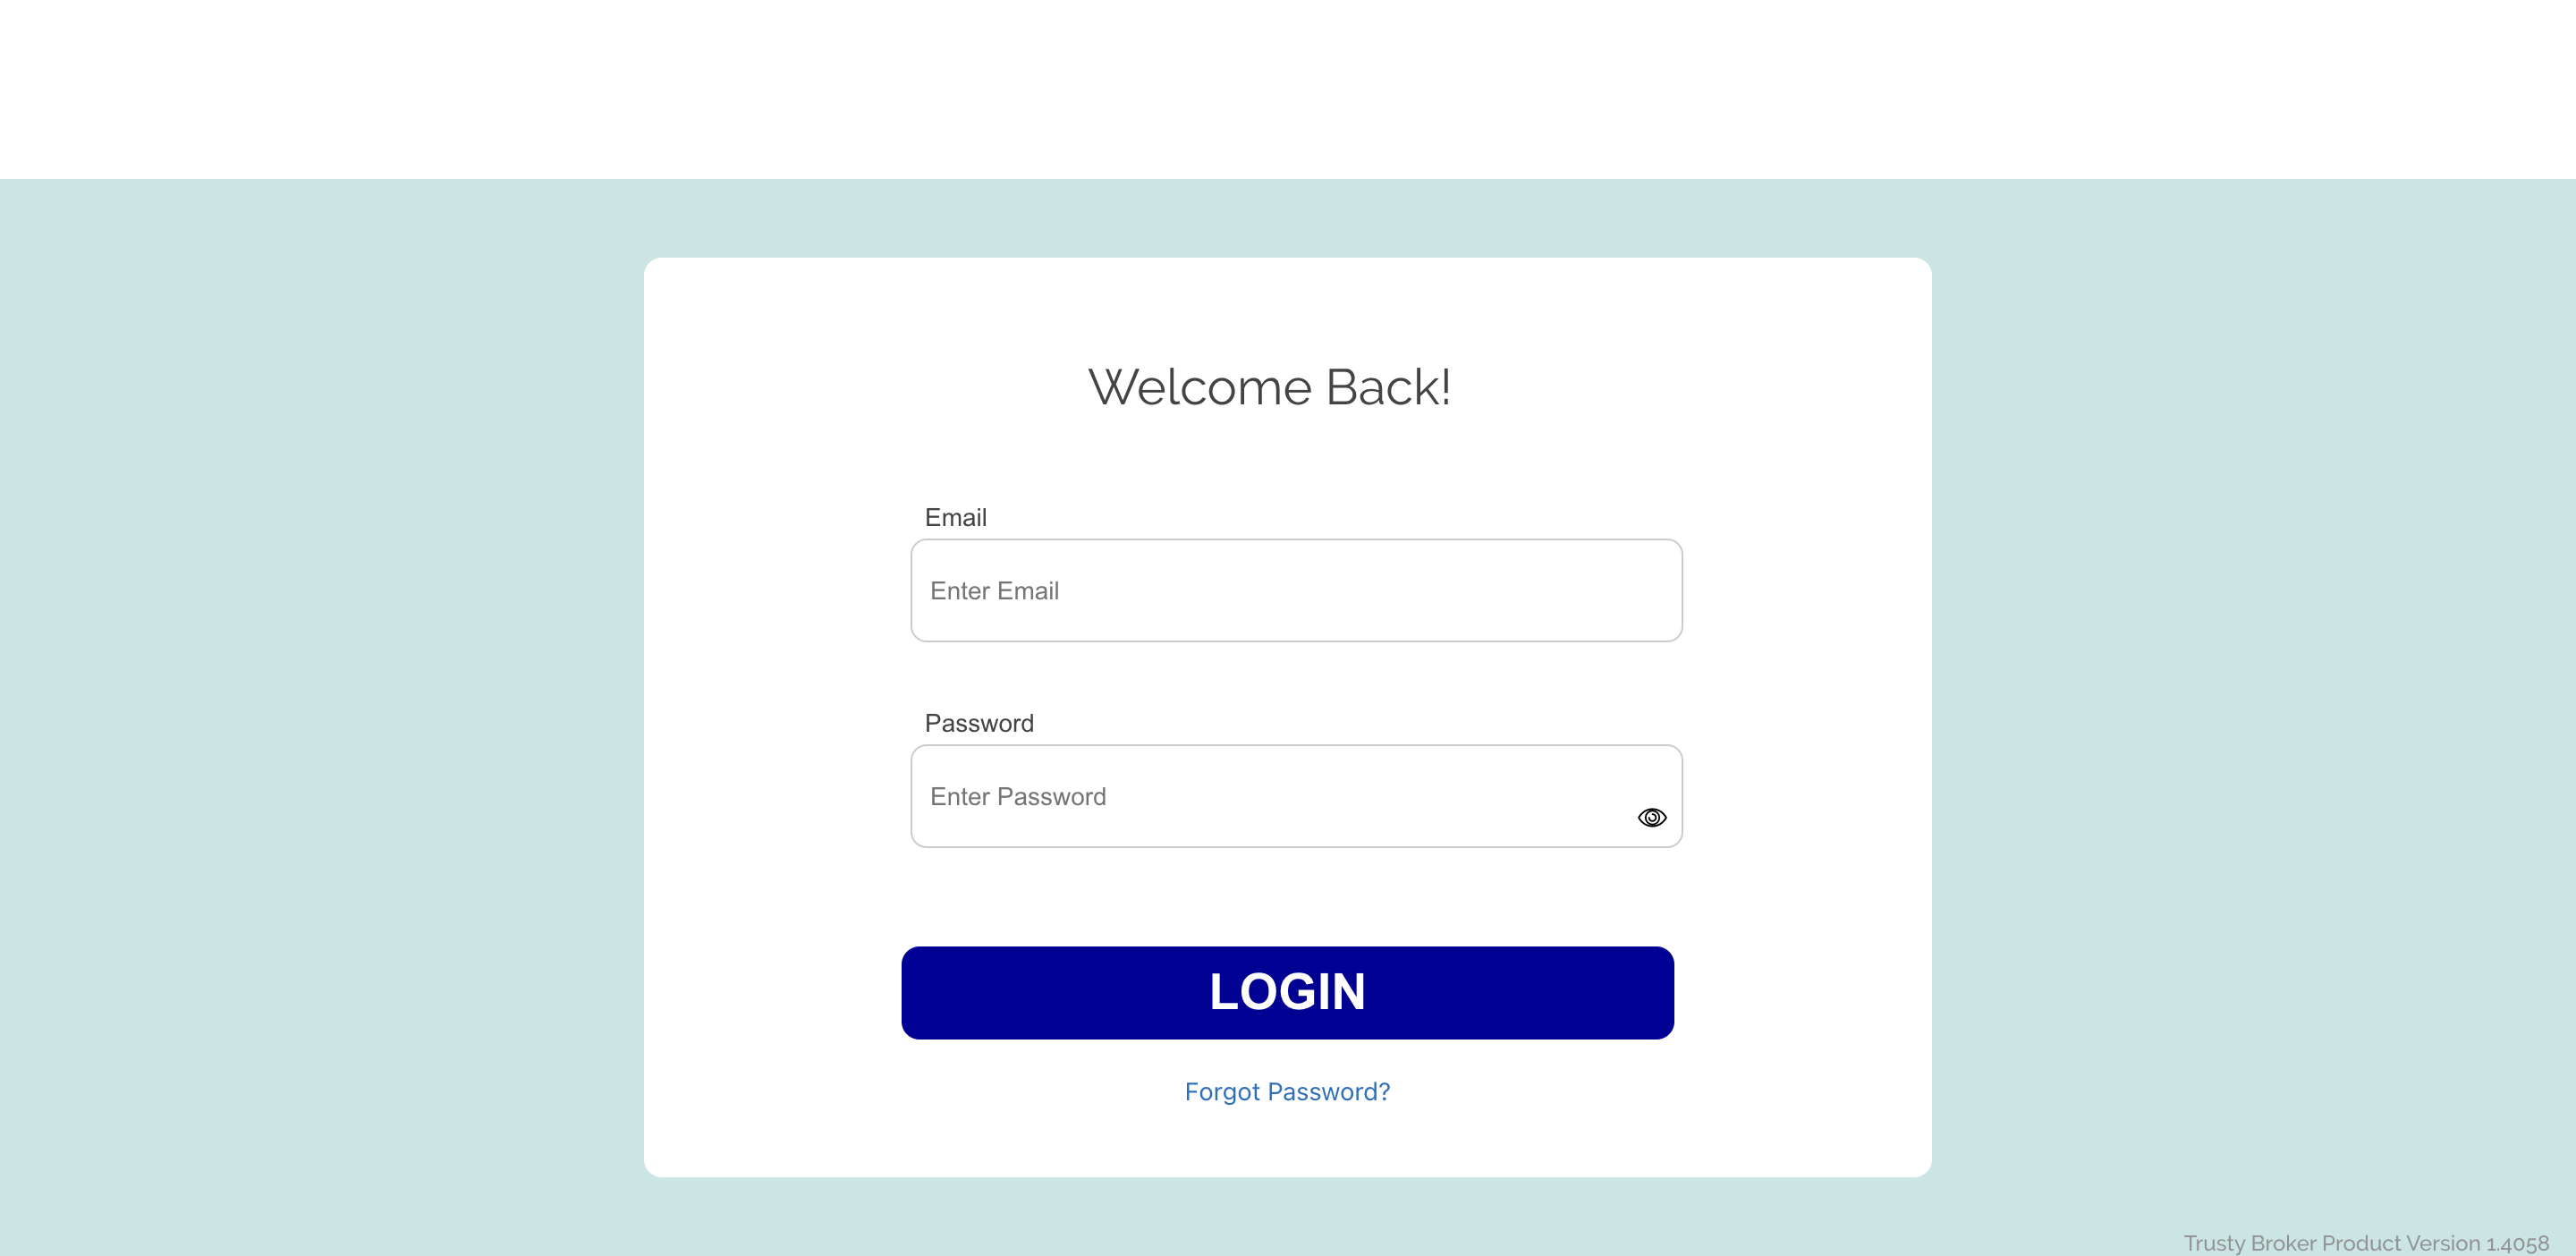 Welcome Back!
Email
Enter Email
Password
Enter Password
LOGIN
Forgot Password?
Trusty Broker Product Version 1.4058